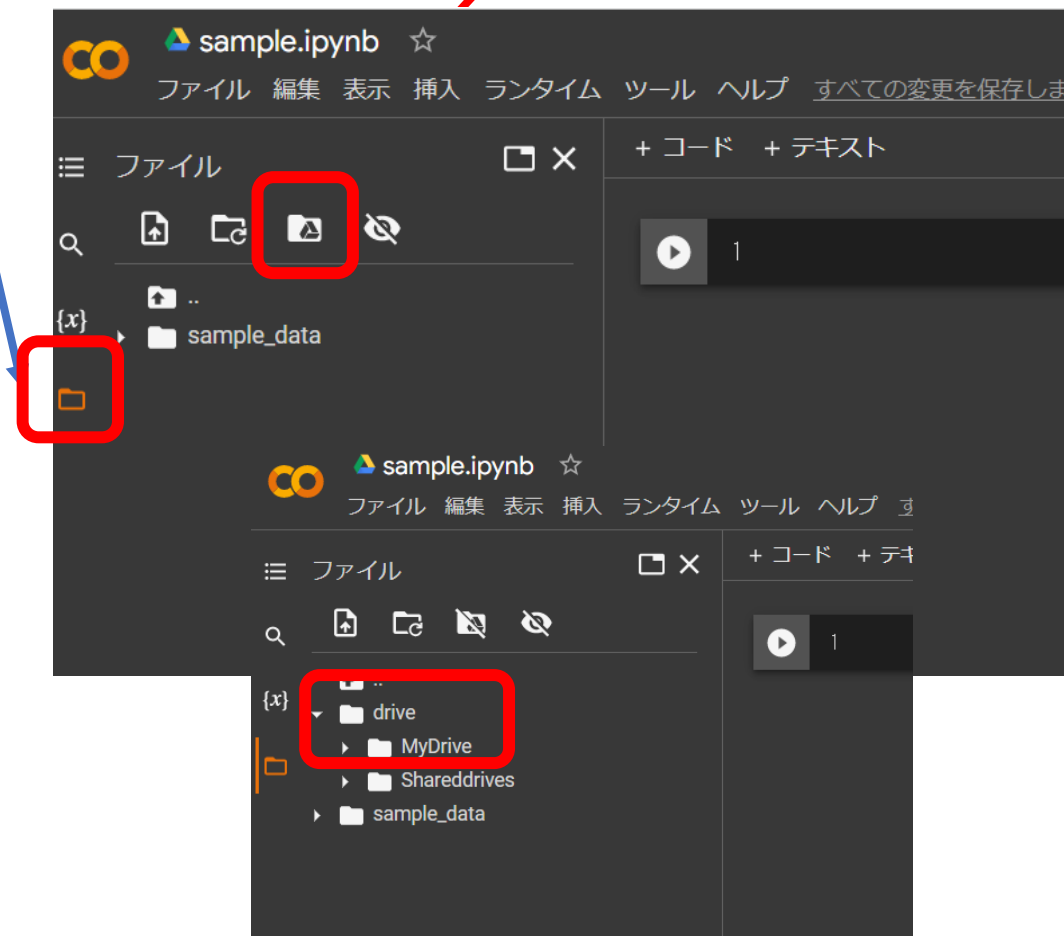 sample.ipynb
ファイル 編集 表示 挿入 ランタイム ツール ヘルプ すべての変更を保存しま
ファイル
+ コード + テキスト
..
{x}
sample_data
1
sample.ipynb
ファイル 編集 表示 挿入 ランタイム ツール ヘルプ す
ファイル
+ コード + テキ
1
..
{x}
drive
MyDrive
Shareddrives
sample_data